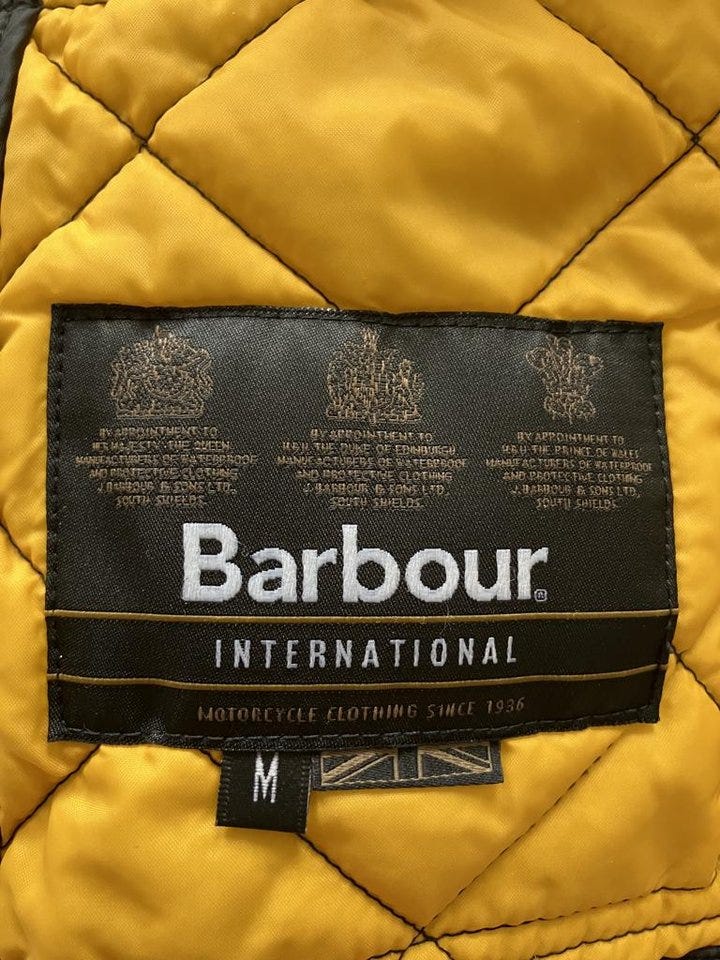 BY APPOINTMENT TO
HER MAJESTY THE QUEEN
MANUFACTURERS OF WATERPROOF
AND PROTECTIVE CLOTHING
J. BARBOUR & SONS LTD.
SOUTH SHIELDS.
BY APPOINTMENT TO
H.R.H. THE DUKE OF EDINBURGH
MANUFACTURERS OF WATERPROOF
AND PROTECTIVE CLOTHING
J. BARBOUR & SONS LTD.
SOUTH SHIELDS.
BY APPOINTMENT TO
H.R.H. THE PRINCE OF WALES
MANUFACTURERS OF WATERPROOF
AND PROTECTIVE CLOTHING
J. BARBOUR & SONS LTD.
SOUTH SHIELDS.
Barbour®
INTERNATIONAL
MOTORCYCLE CLOTHING SINCE 1936
M